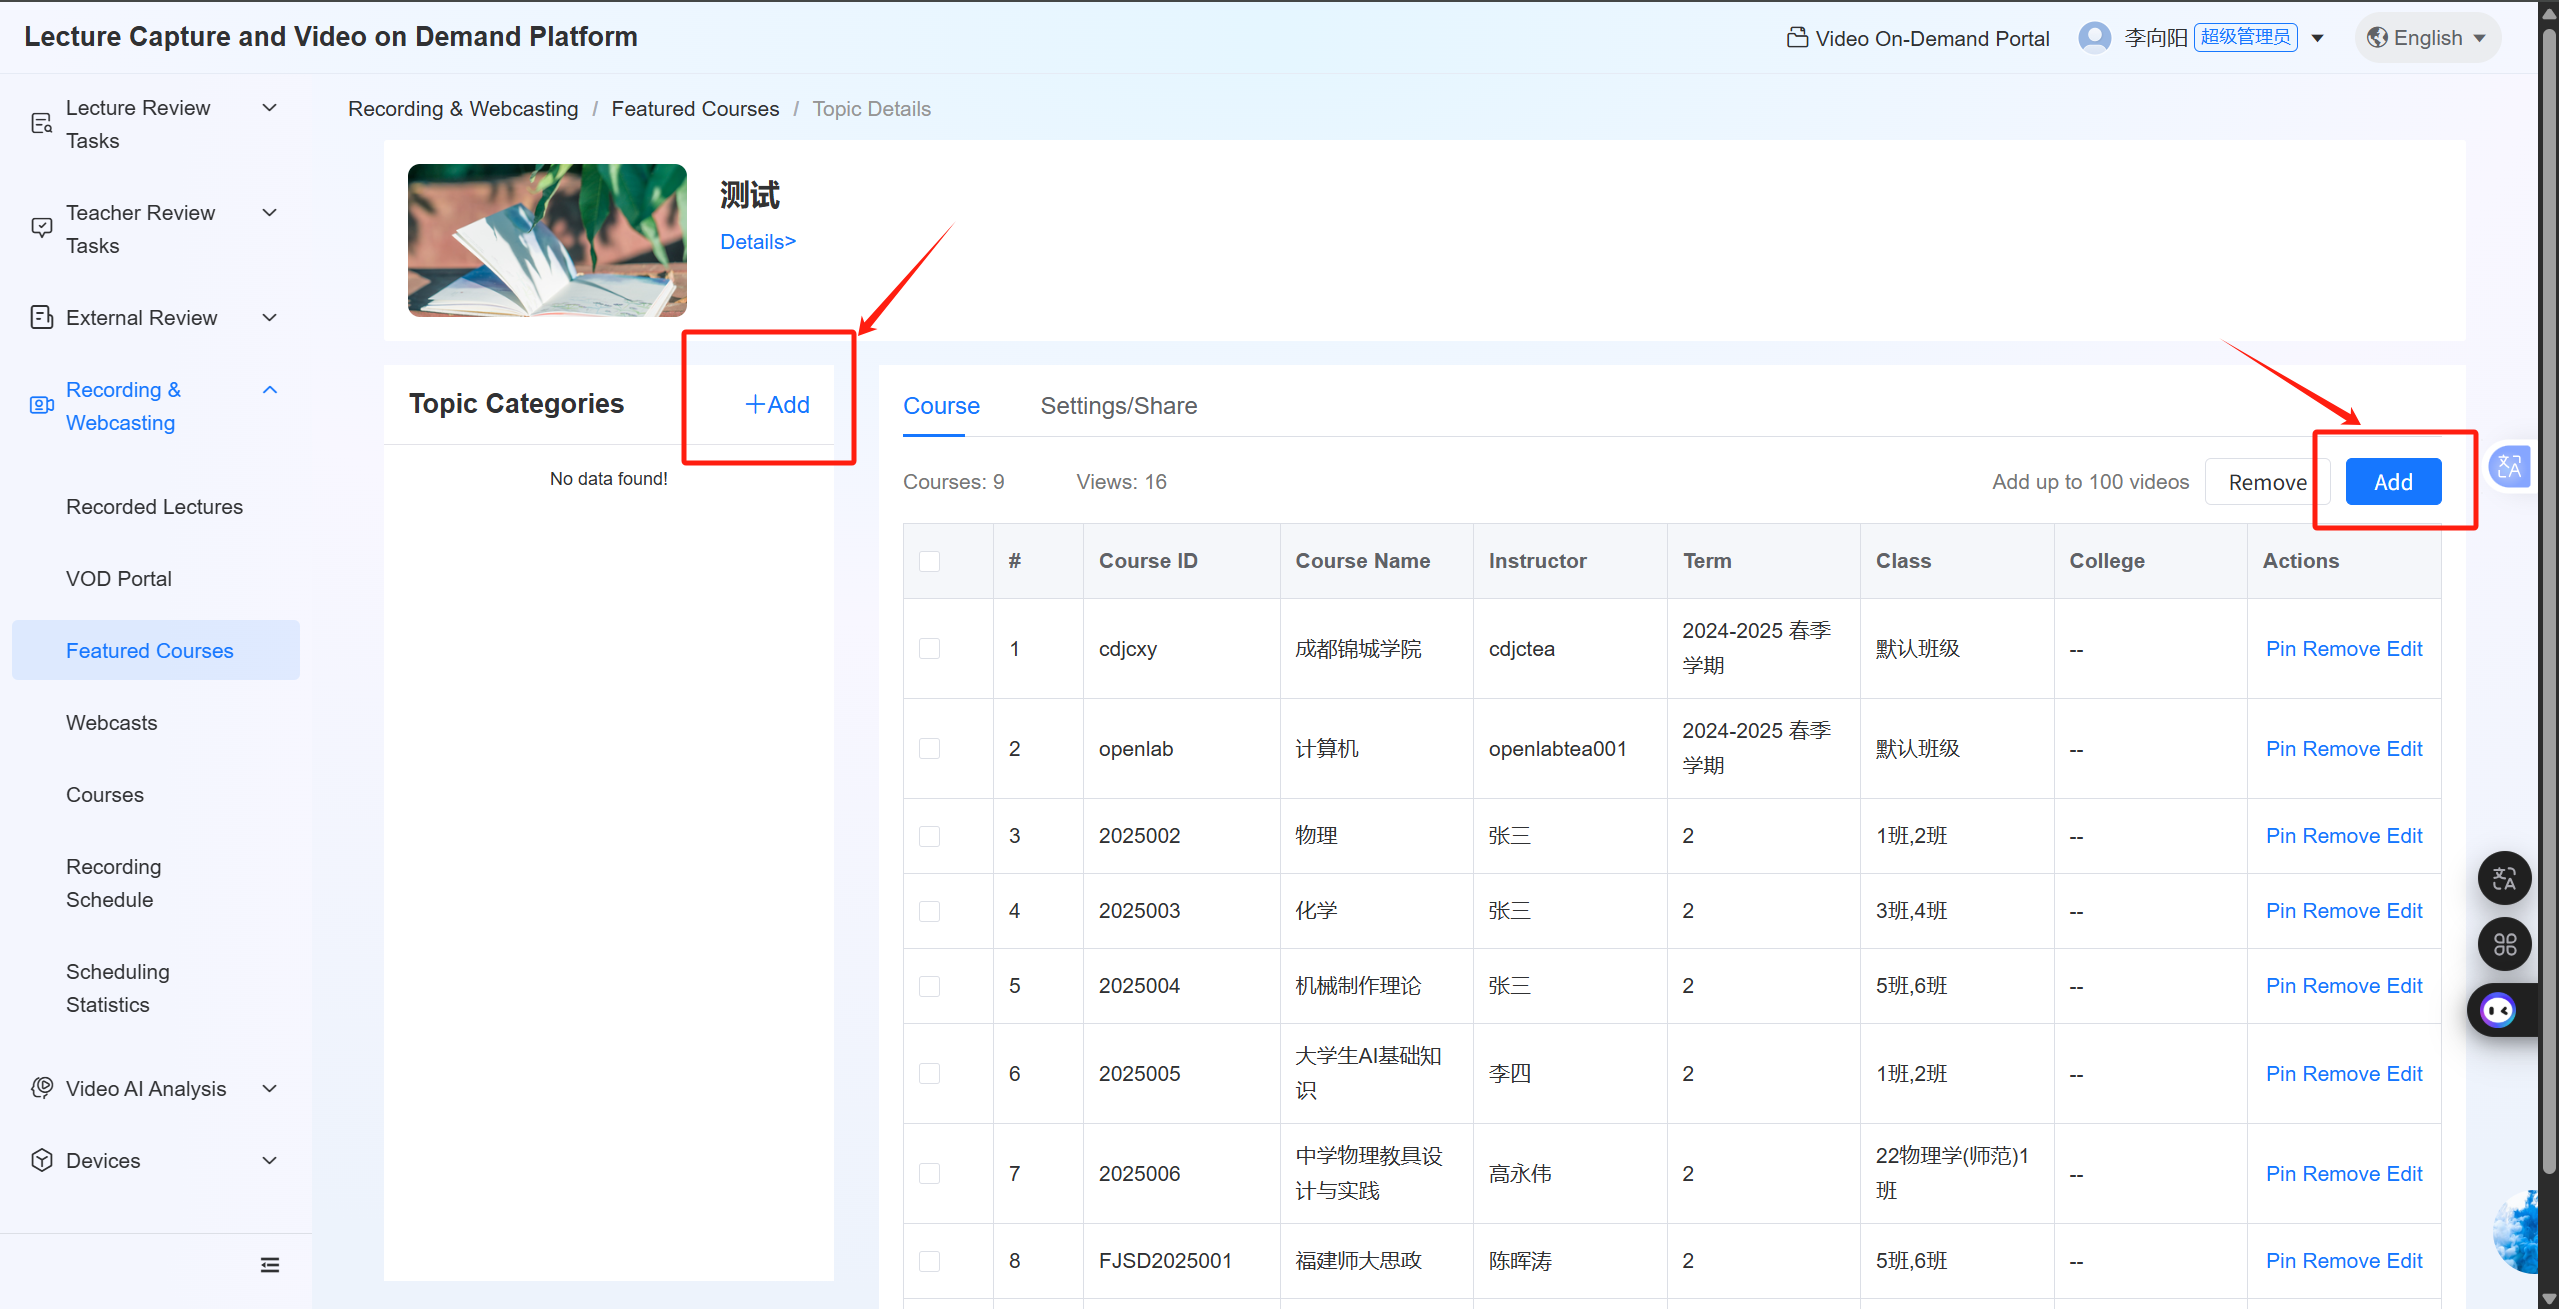 Lecture Capture and Video on Demand Platform
Video On-Demand Portal
李向阳 超级管理员
English
Lecture Review
Tasks
Teacher Review
Tasks
External Review
Recording &
Webcasting
Recorded Lectures
VOD Portal
Featured Courses
Webcasts
Courses
Recording
Schedule
Scheduling
Statistics
Video AI Analysis
Devices
Recording & Webcasting / Featured Courses / Topic Details
测试
Details>
Topic Categories
+Add
No data found!
Course Settings/Share
Courses: 9 Views: 16 Add up to 100 videos Remove Add
# Course ID Course Name Instructor Term Class College Actions
1 cdjcxy 成都锦城学院 cdjctea 2024-2025 春季
学期 默认班级 -- Pin Remove Edit
2 openlab 计算机 openlabtea001 2024-2025 春季
学期 默认班级 -- Pin Remove Edit
3 2025002 物理 张三 2 1班,2班 -- Pin Remove Edit
4 2025003 化学 张三 2 3班,4班 -- Pin Remove Edit
5 2025004 机械制作理论 张三 2 5班,6班 -- Pin Remove Edit
6 2025005 大学生AI基础知
识 李四 2 1班,2班 -- Pin Remove Edit
7 2025006 中学物理教具设
计与实践 高永伟 2 22物理学(师范)1
班 -- Pin Remove Edit
8 FJSD2025001 福建师大思政 陈晖涛 2 5班,6班 -- Pin Remove Edit